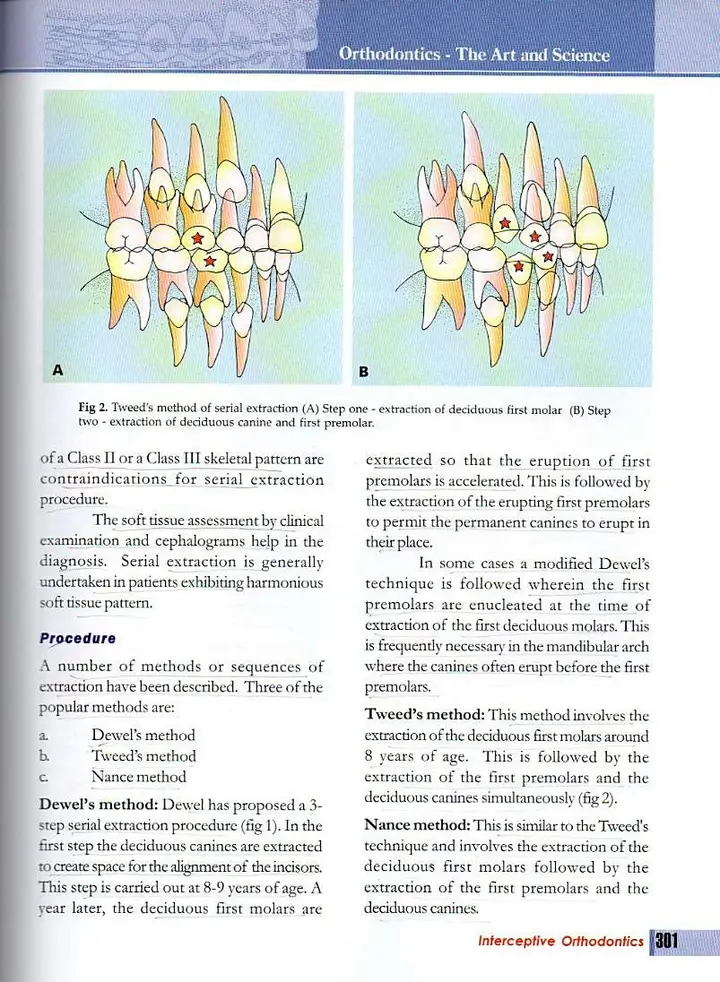 Orthodontics - The Art and Science
A
B
Fig 2. Tweed's method of serial extraction (A) Step one - extraction of deciduous first molar (B) Step
two - extraction of deciduous canine and first premolar.
of a Class II or a Class III skeletal pattern are
contraindications for serial extraction
procedure.
The soft tissue assessment by clinical
examination and cephalograms help in the
diagnosis. Serial extraction is generally
undertaken in patients exhibiting harmonious
soft tissue pattern.
Procedure
A number of methods or sequences of
extraction have been described. Three of the
popular methods are:
a. Dewel's method
b. Tweed's method
c. Nance method
Dewel's method: Dewel has proposed a 3-
step serial extraction procedure (fig 1). In the
first step the deciduous canines are extracted
to create space for the alignment of the incisors.
This step is carried out at 8-9 years of age. A
year later, the deciduous first molars are
extracted so that the eruption of first
premolars is accelerated. This is followed by
the extraction of the erupting first premolars
to permit the permanent canines to erupt in
their place.
In some cases a modified Dewel's
technique is followed wherein the first
premolars are enucleated at the time of
extraction of the first deciduous molars. This
is frequently necessary in the mandibular arch
where the canines often erupt before the first
premolars.
Tweed's method: This method involves the
extraction of the deciduous first molars around
8 years of age. This is followed by the
extraction of the first premolars and the
deciduous canines simultaneously (fig 2).
Nance method: This is similar to the Tweed's
technique and involves the extraction of the
deciduous first molars followed by the
extraction of the first premolars and the
deciduous canines.
Interceptive Orthodontics 301